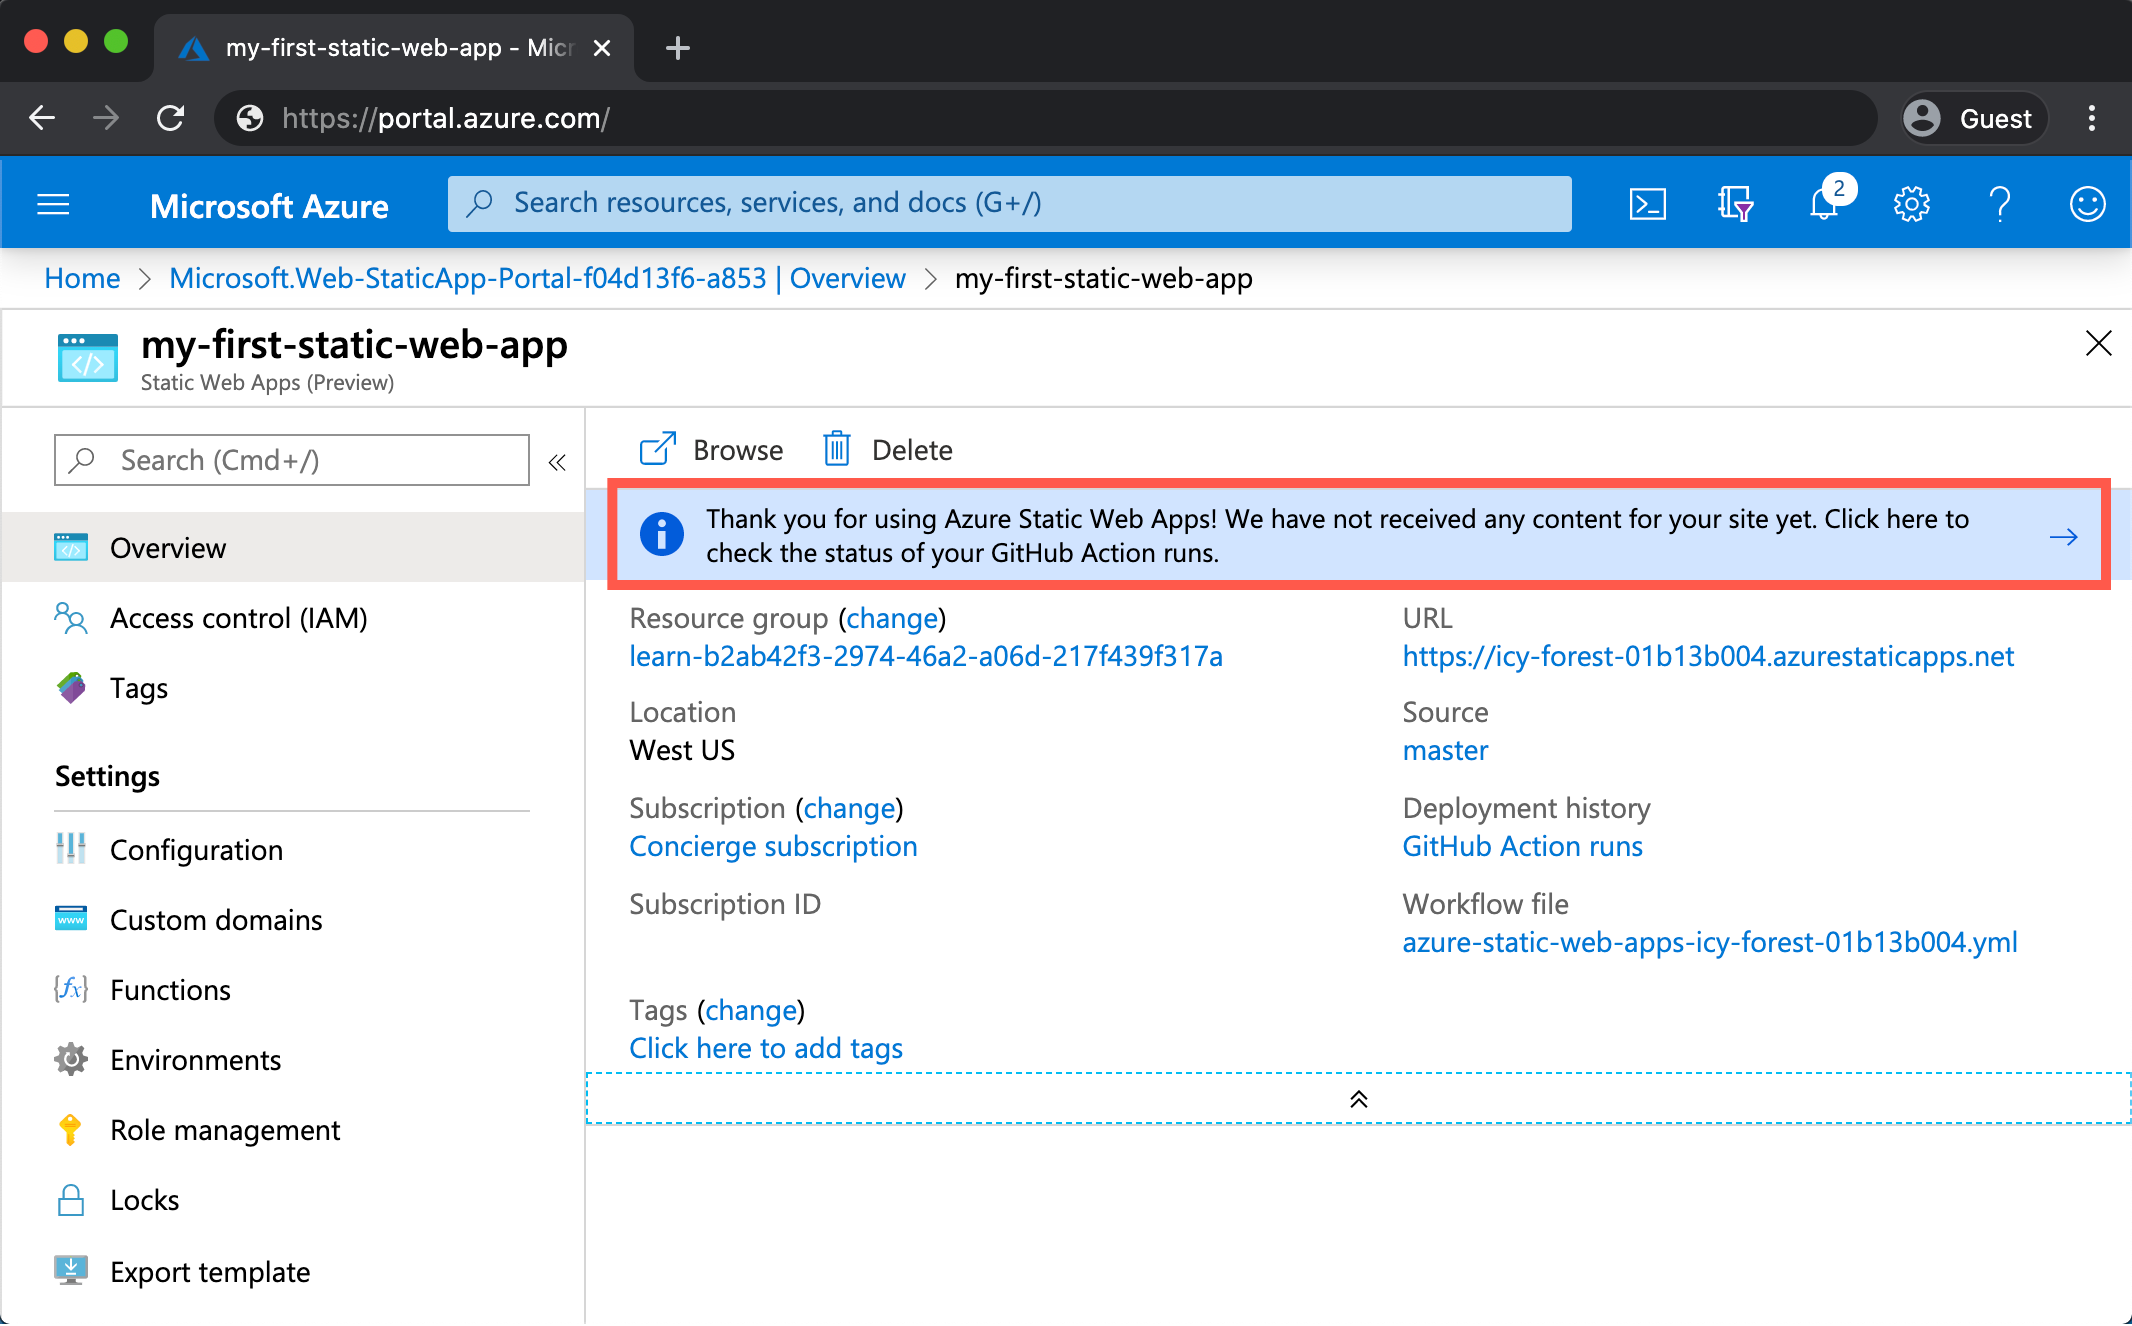 my-first-static-web-app - Micr
https://portal.azure.com/
Guest
Microsoft Azure
Search resources, services, and docs (G+/)
2
Home > Microsoft.Web-StaticApp-Portal-f04d13f6-a853 | Overview > my-first-static-web-app
my-first-static-web-app
Static Web Apps (Preview)
Search (Cmd+/)
Overview
Access control (IAM)
Tags
Settings
Configuration
Custom domains
Functions
Environments
Role management
Locks
Export template
Browse
Delete
Thank you for using Azure Static Web Apps! We have not received any content for your site yet. Click here to
check the status of your GitHub Action runs.
Resource group (change)
learn-b2ab42f3-2974-46a2-a06d-217f439f317a
Location
West US
Subscription (change)
Concierge subscription
Subscription ID
Tags (change)
Click here to add tags
URL
https://icy-forest-01b13b004.azurestaticapps.net
Source
master
Deployment history
GitHub Action runs
Workflow file
azure-static-web-apps-icy-forest-01b13b004.yml